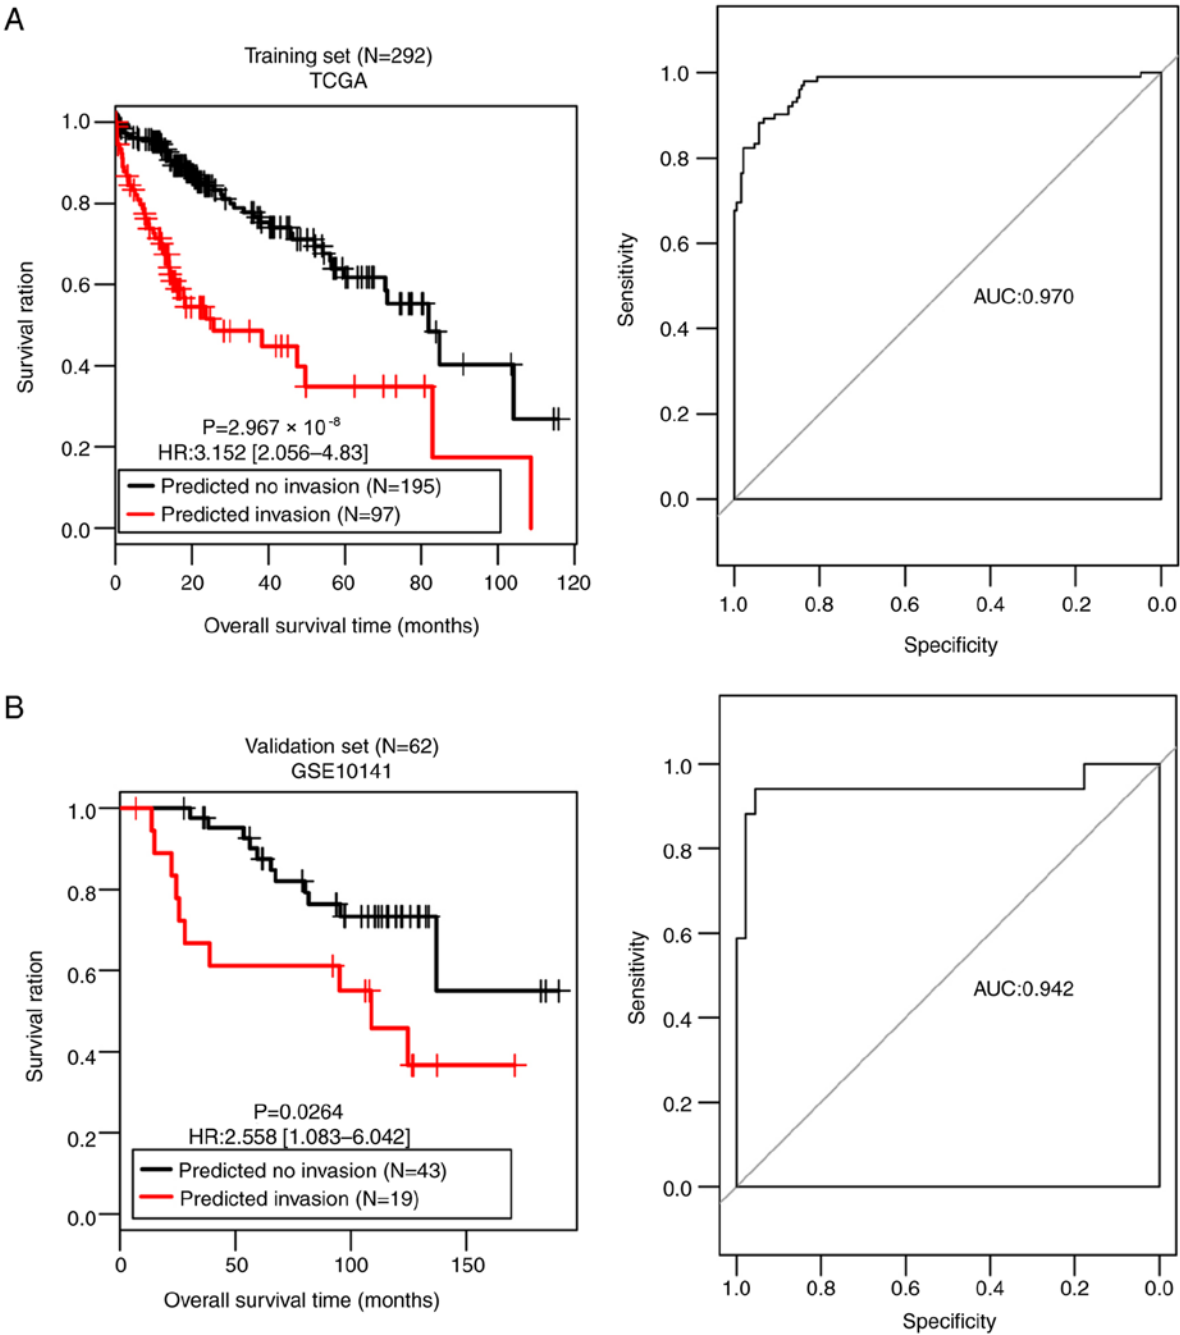 A
Training set (N=292)
TCGA
1.0
0.8
0.6
0.4
0.2
0.0
Survival ration
P=2.967 × 10-8
HR:3.152 [2.056–4.83]
Predicted no invasion (N=195)
Predicted invasion (N=97)
0 20 40 60 80 100 120
Overall survival time (months)
1.0
0.8
0.6
0.4
0.2
0.0
Sensitivity
AUC:0.970
1.0 0.8 0.6 0.4 0.2 0.0
Specificity
B
Validation set (N=62)
GSE10141
1.0
0.8
0.6
0.4
0.2
0.0
Survival ration
P=0.0264
HR:2.558 [1.083–6.042]
Predicted no invasion (N=43)
Predicted invasion (N=19)
0 50 100 150
Overall survival time (months)
1.0
0.8
0.6
0.4
0.2
0.0
Sensitivity
AUC:0.942
1.0 0.8 0.6 0.4 0.2 0.0
Specificity